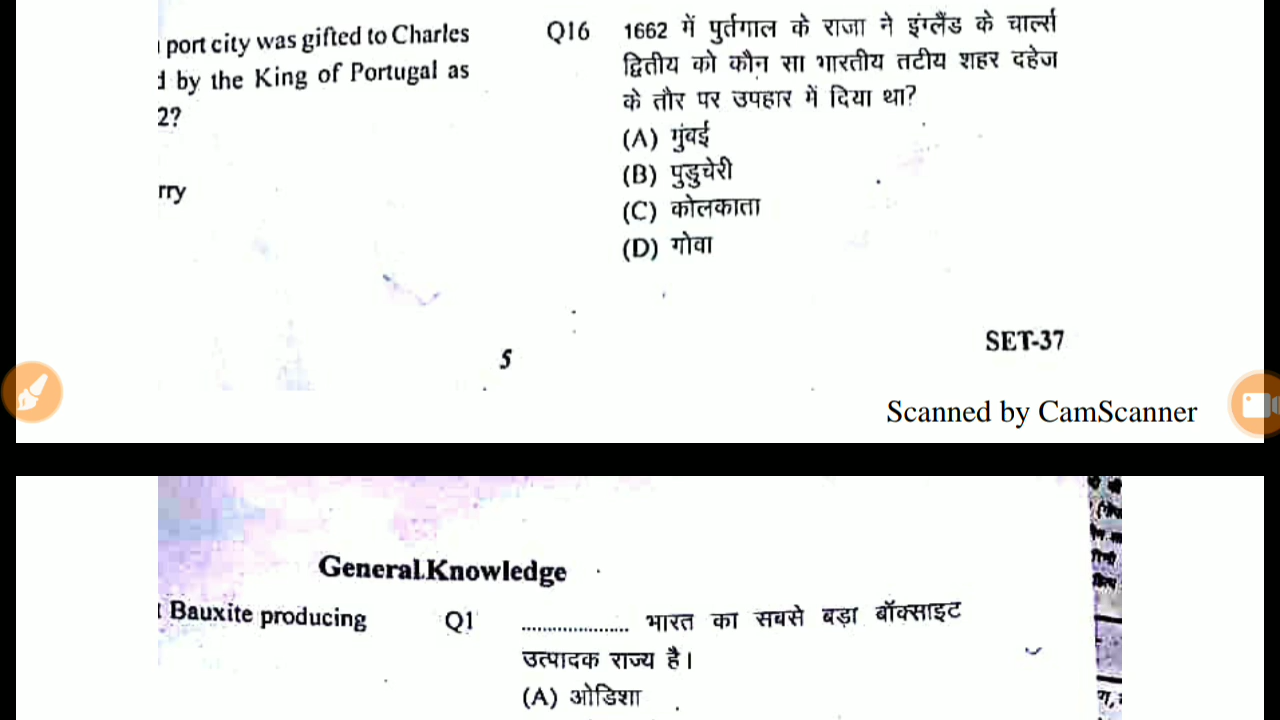 port city was gifted to Charles
by the King of Portugal as
2?
rry
Q16 1662 में पुर्तगाल के राजा ने इंग्लैंड के चार्ल्स
द्वितीय को कौन सा भारतीय तटीय शहर दहेज
के तौर पर उपहार में दिया था?
(A) मुंबई
(B) पुडुचेरी
(C) कोलकाता
(D) गोवा
5
SET-37
Scanned by CamScanner
General Knowledge
Bauxite producing
Q1 ..................... भारत का सबसे बड़ा बॉक्साइट
उत्पादक राज्य है।
(A) ओडिशा